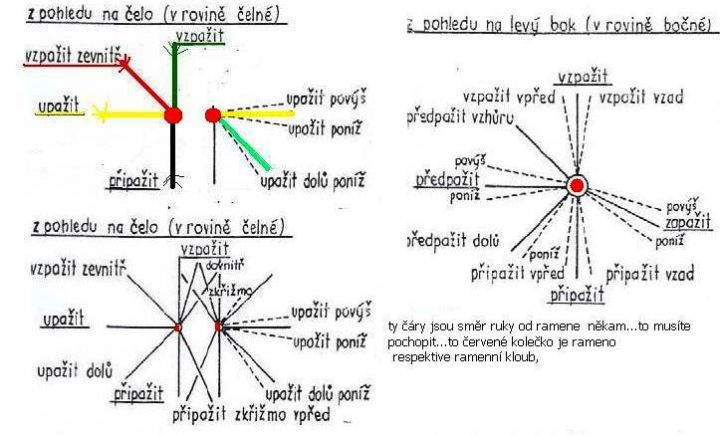 z pohledu na čelo (v rovině čelné)
vzpažit
vzpažit zevnitř
upažit
upažit povýš
upažit poníž
připažit
upažit dolů poníž
z pohledu na čelo (v rovině čelné)
vzpažit
vzpažit zevnitř
dovnitř
zkřižmo
upažit
upažit povýš
upažit poníž
upažit dolů
připažit
upažit dolů poníž
připažit zkřižmo vpřed
z pohledu na levý bok (v rovině bočné)
vzpažit
vzpažit vpřed
vzpažit vzad
předpažit vzhůru
povýš
předpažit
poníž
povýš
zapažit
poníž
předpažit dolů
poníž
připažit vpřed
připažit vzad
připažit
ty čáry jsou směr ruky od ramene někam...to musíte
pochopit...to červené kolečko je rameno
respektive ramenní kloub,